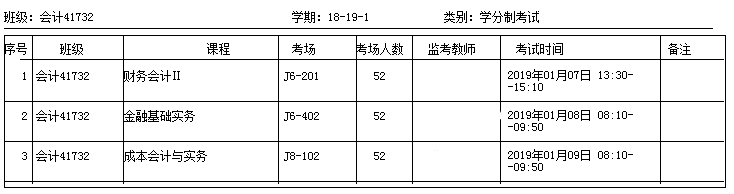 班级：会计41732 学期：18-19-1 类别：学分制考试
序号 班级 课程 考场 考场人数 监考教师 考试时间 备注
1 会计41732 财务会计Ⅱ J6-201 52 2019年01月07日 13:30-
-15:10
2 会计41732 金融基础实务 J6-402 52 2019年01月08日 08:10-
-09:50
3 会计41732 成本会计与实务 J8-102 52 2019年01月09日 08:10-
-09:50